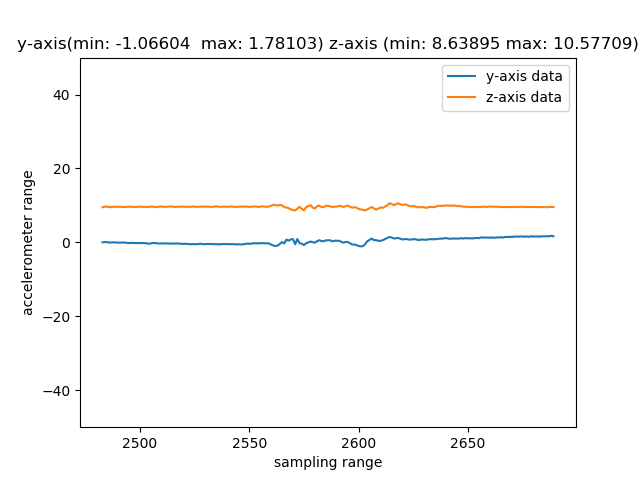 y-axis(min: -1.06604  max: 1.78103) z-axis (min: 8.63895 max: 10.57709)
y-axis data
z-axis data
accelerometer range
40
20
0
−20
−40
2500 2550 2600 2650
sampling range